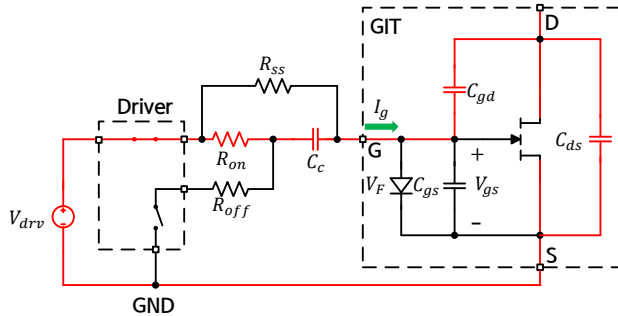 GIT
D
R_ss
C_gd
Driver
I_g
R_on
C_c
G
+
C_ds
V_F
C_gs
V_gs
R_off
V_drv
-
S
GND